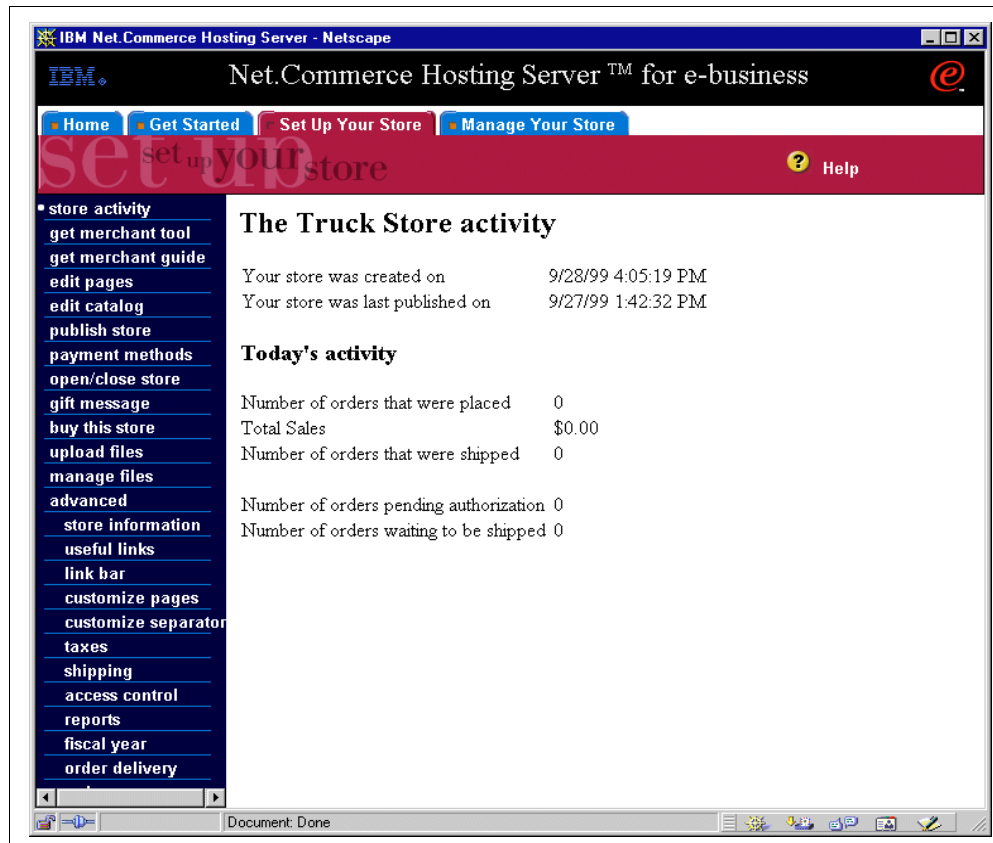 IBM Net.Commerce Hosting Server - Netscape
IBM
Net.Commerce Hosting Server ™ for e-business
e
Home
Get Started
Set Up Your Store
Manage Your Store
set up
set up your store
? Help
store activity
get merchant tool
get merchant guide
edit pages
edit catalog
publish store
payment methods
open/close store
gift message
buy this store
upload files
manage files
advanced
store information
useful links
link bar
customize pages
customize separator
taxes
shipping
access control
reports
fiscal year
order delivery
The Truck Store activity
Your store was created on 9/28/99 4:05:19 PM
Your store was last published on 9/27/99 1:42:32 PM
Today's activity
Number of orders that were placed 0
Total Sales $0.00
Number of orders that were shipped 0
Number of orders pending authorization 0
Number of orders waiting to be shipped 0
Document: Done